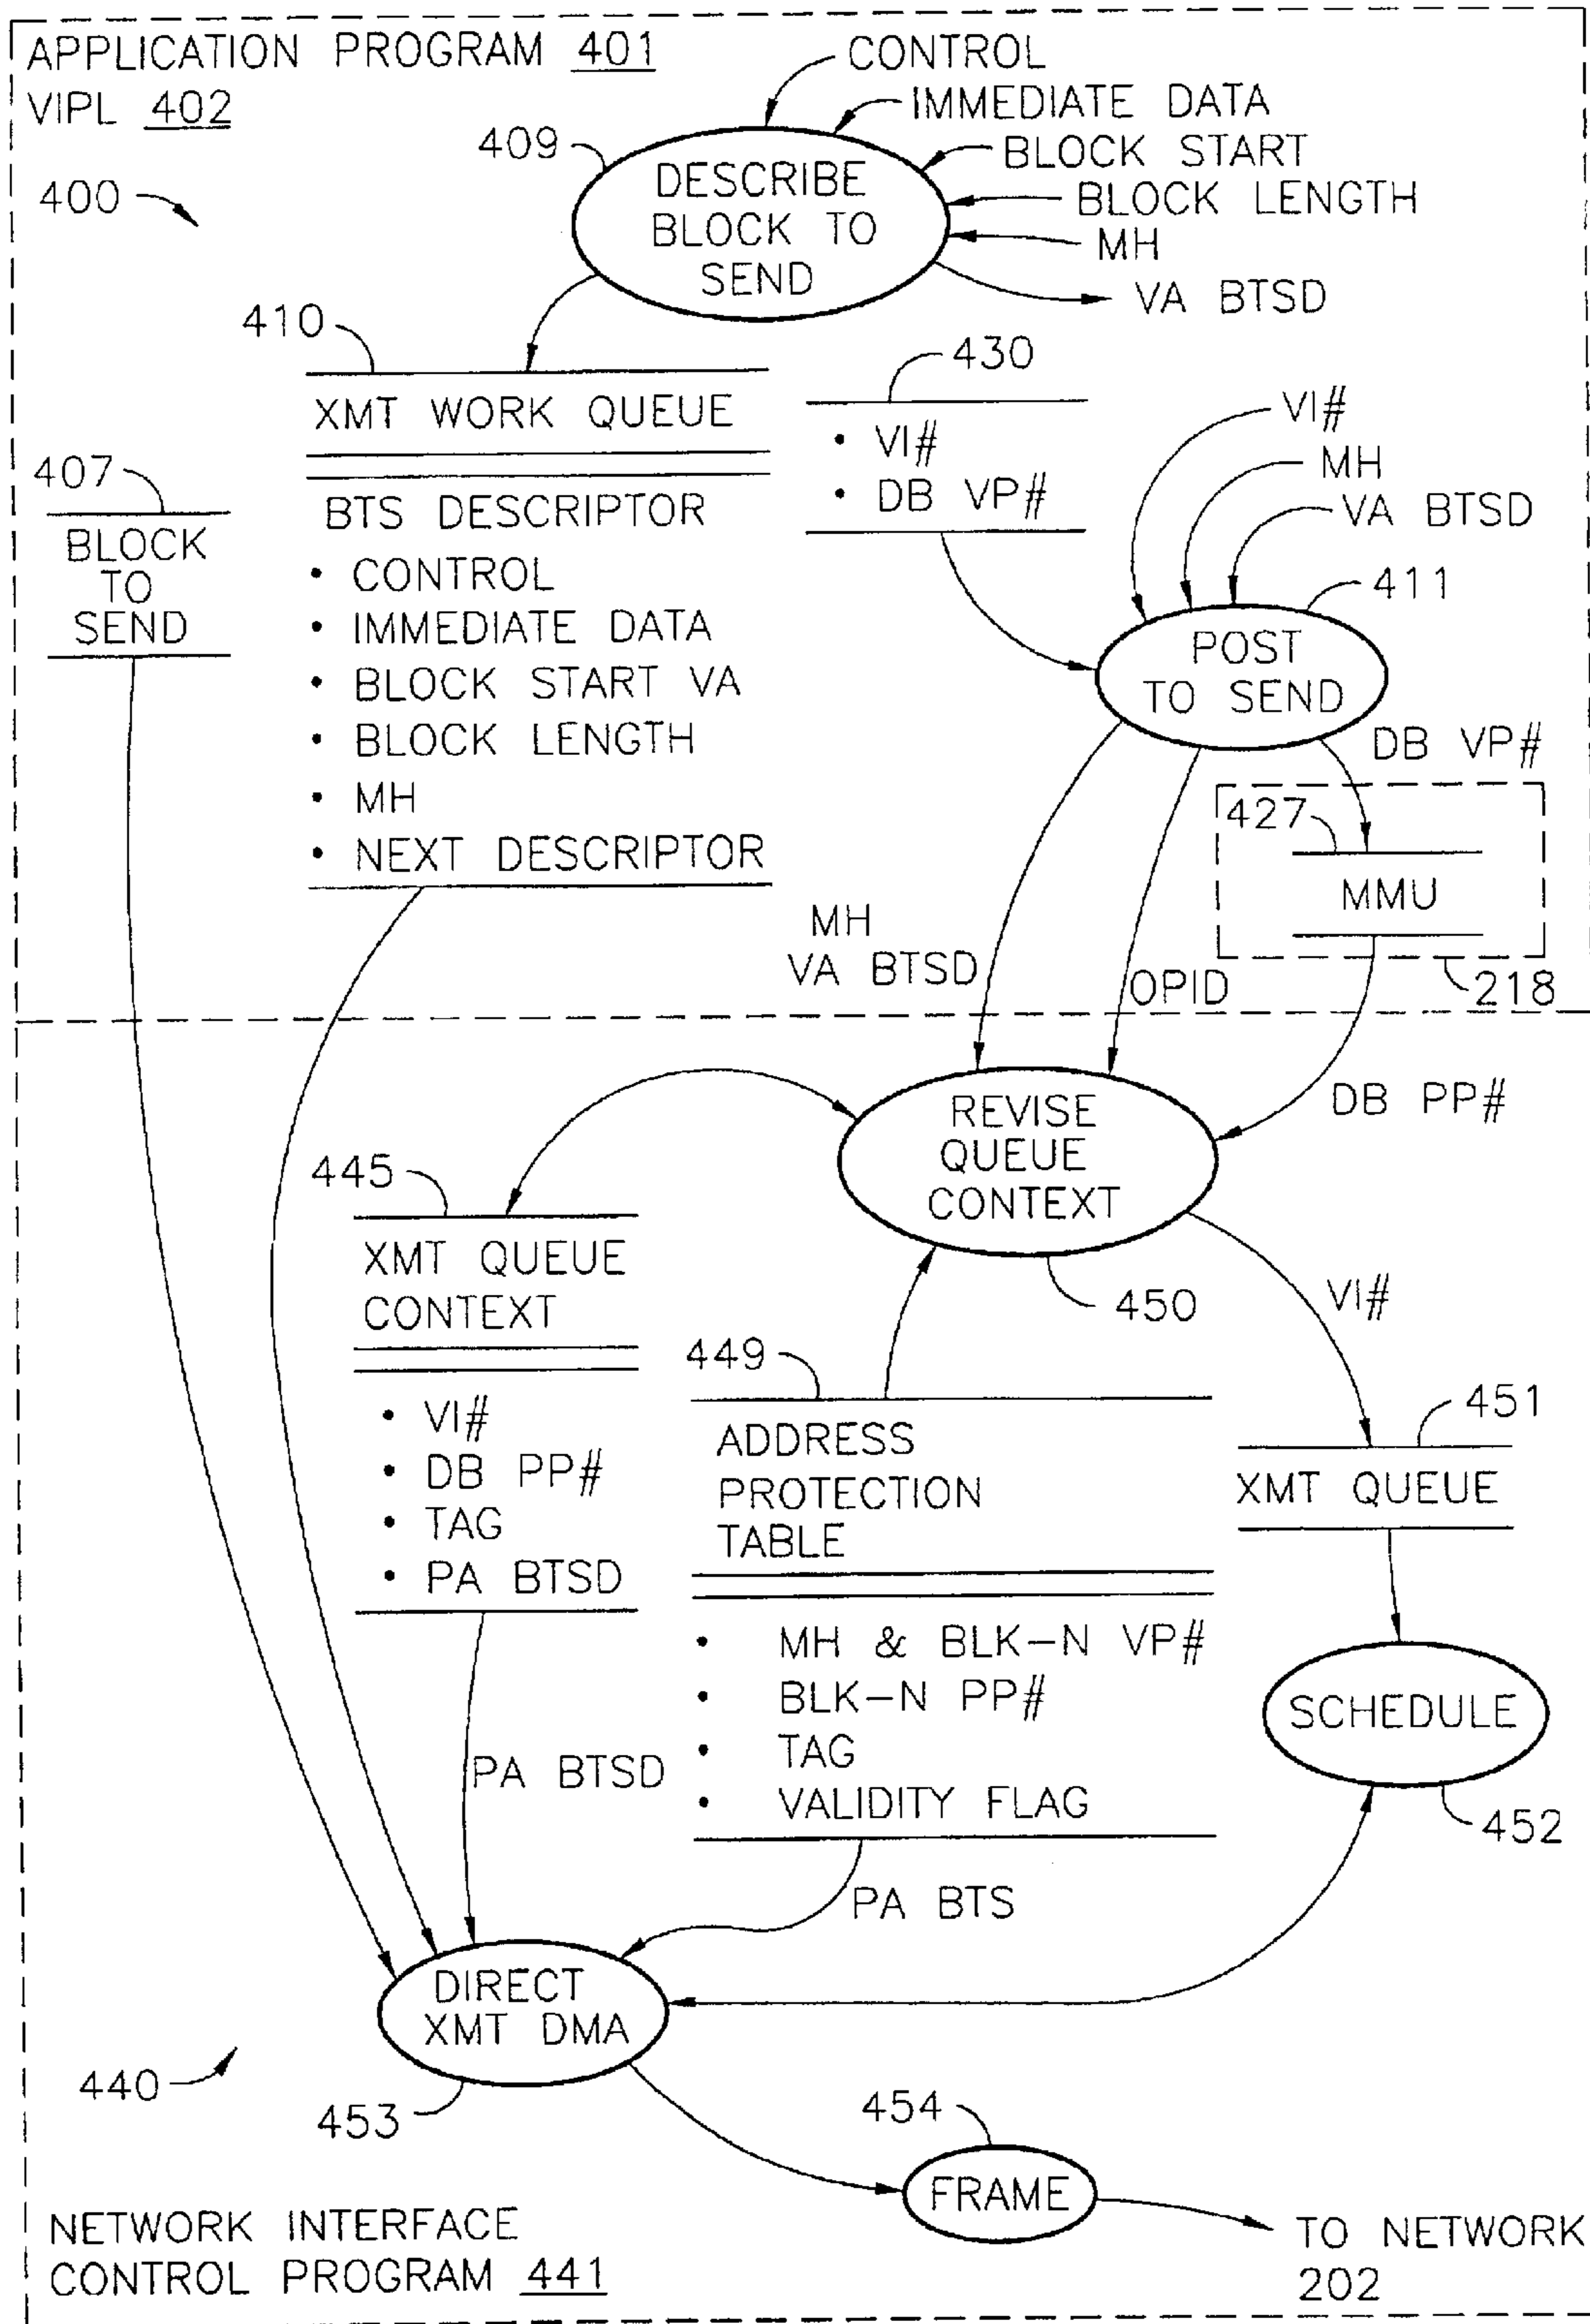 APPLICATION PROGRAM 401
VIPL 402
400
CONTROL
IMMEDIATE DATA
BLOCK START
BLOCK LENGTH
MH
VA BTSD
409
DESCRIBE
BLOCK TO
SEND
410
XMT WORK QUEUE
BTS DESCRIPTOR
• CONTROL
• IMMEDIATE DATA
• BLOCK START VA
• BLOCK LENGTH
• MH
• NEXT DESCRIPTOR
407
BLOCK
TO
SEND
430
• VI#
• DB VP#
VI#
MH
VA BTSD
411
POST
TO SEND
DB VP#
427
MMU
218
MH
VA BTSD
OPID
DB PP#
REVISE
QUEUE
CONTEXT
450
445
XMT QUEUE
CONTEXT
• VI#
• DB PP#
• TAG
• PA BTSD
449
ADDRESS
PROTECTION
TABLE
• MH & BLK-N VP#
• BLK-N PP#
• TAG
• VALIDITY FLAG
VI#
451
XMT QUEUE
SCHEDULE
452
PA BTSD
PA BTS
DIRECT
XMT DMA
453
440
454
FRAME
TO NETWORK
202
NETWORK INTERFACE
CONTROL PROGRAM 441